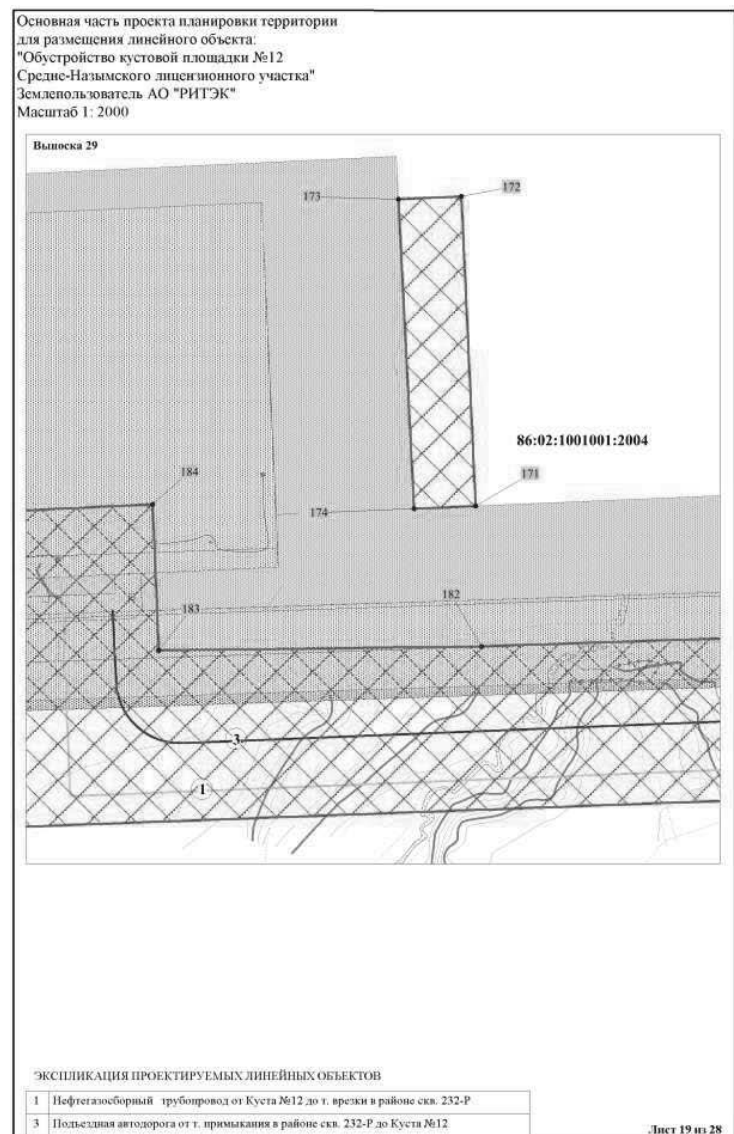 Основная часть проекта планировки территории
для размещения линейного объекта:
"Обустройство кустовой площадки №12
Средне-Назымского лицензионного участка"
Землепользователь АО "РИТЭК"
Масштаб 1: 2000
Выноска 29
173
172
86:02:1001001:2004
184
171
174
182
183
3
1
ЭКСПЛИКАЦИЯ ПРОЕКТИРУЕМЫХ ЛИНЕЙНЫХ ОБЪЕКТОВ
1 Нефтегазосборный трубопровод от Куста №12 до т. врезки в районе скв. 232-Р
3 Подъездная автодорога от т. примыкания в районе скв. 232-Р до Куста №12
Лист 19 из 28